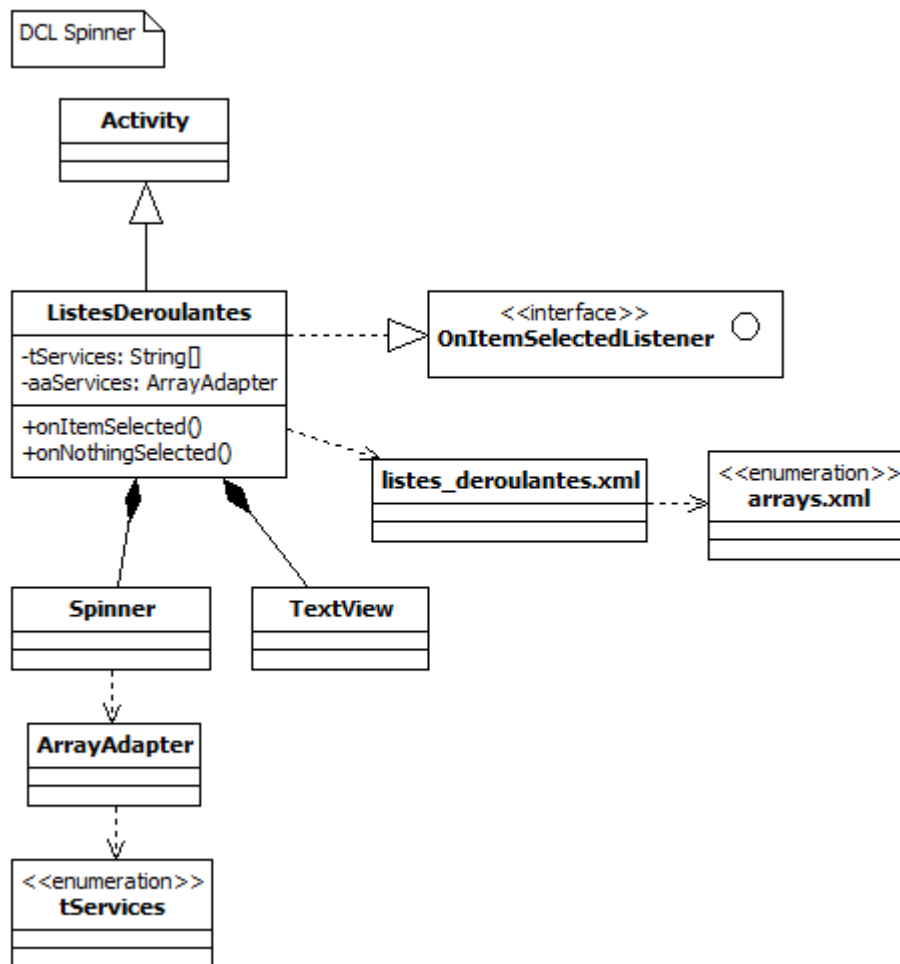 DCL Spinner
Activity
ListesDeroulantes
-tServices: String[]
-aaServices: ArrayAdapter
+onItemSelected()
+onNothingSelected()
<<interface>>
OnItemSelectedListener
listes_deroulantes.xml
<<enumeration>>
arrays.xml
Spinner
TextView
ArrayAdapter
<<enumeration>>
tServices